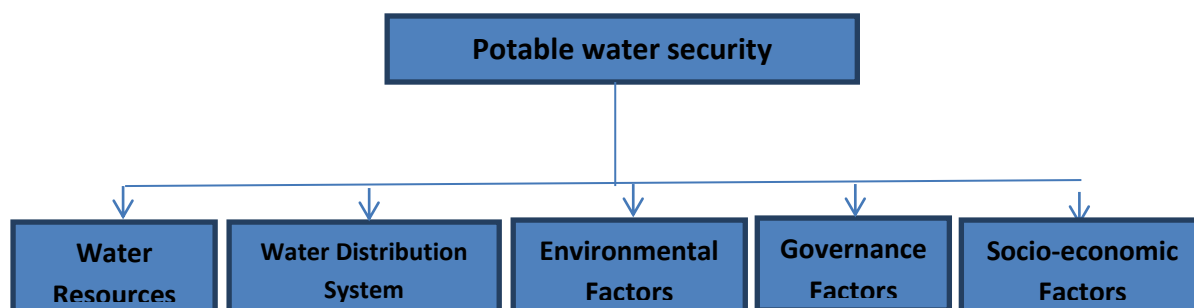 Potable water security
Water
Resources
Water Distribution
System
Environmental
Factors
Governance
Factors
Socio-economic
Factors